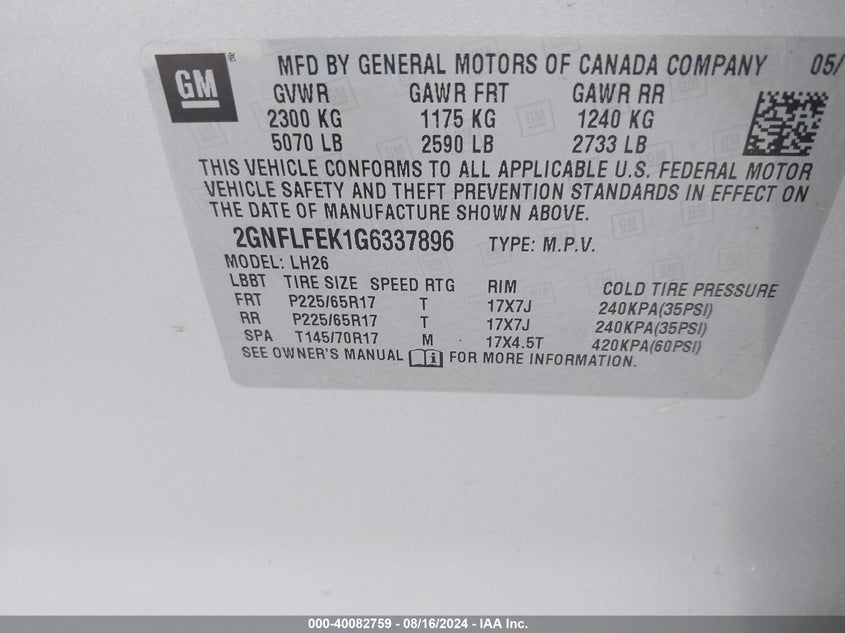 GM ®
MFD BY GENERAL MOTORS OF CANADA COMPANY 05/
GVWR GAWR FRT GAWR RR
2300 KG 1175 KG 1240 KG
5070 LB 2590 LB 2733 LB
THIS VEHICLE CONFORMS TO ALL APPLICABLE U.S. FEDERAL MOTOR
VEHICLE SAFETY AND THEFT PREVENTION STANDARDS IN EFFECT ON
THE DATE OF MANUFACTURE SHOWN ABOVE.
2GNFLFEK1G6337896 TYPE: M.P.V.
MODEL: LH26
LBBT TIRE SIZE SPEED RTG RIM COLD TIRE PRESSURE
FRT P225/65R17 T 17X7J 240KPA(35PSI)
RR P225/65R17 T 17X7J 240KPA(35PSI)
SPA T145/70R17 M 17X4.5T 420KPA(60PSI)
SEE OWNER'S MANUAL FOR MORE INFORMATION.
000-40082759 - 08/16/2024 - IAA Inc.